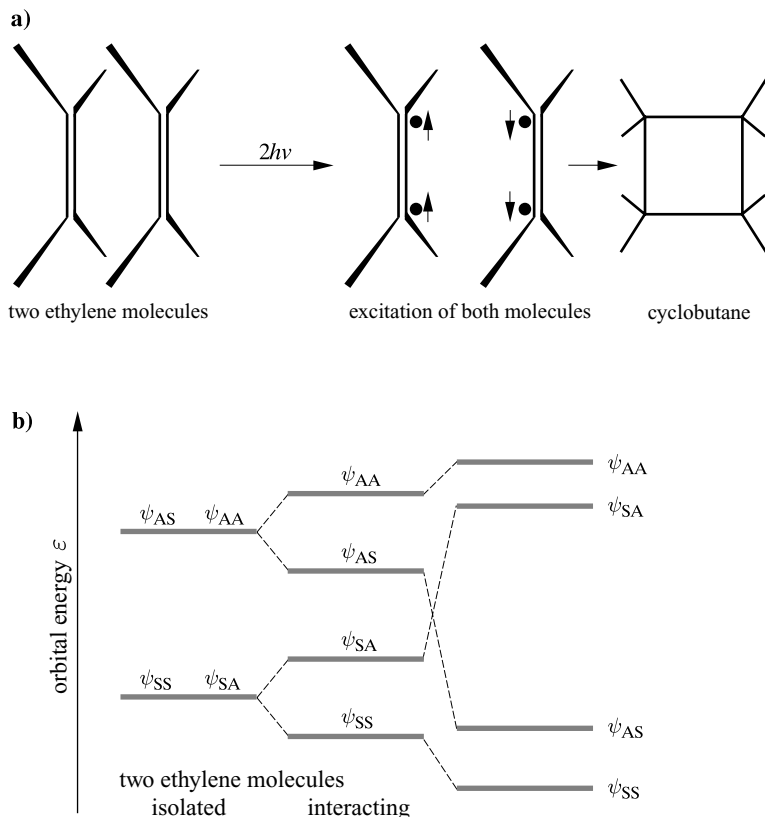 a)
2hν
two ethylene molecules excitation of both molecules cyclobutane
b)
orbital energy ε
ψAA
ψAA
ψSA
ψAS ψAA
ψAS
ψSA
ψSS ψSA
ψSS
ψAS
ψSS
two ethylene molecules
isolated interacting